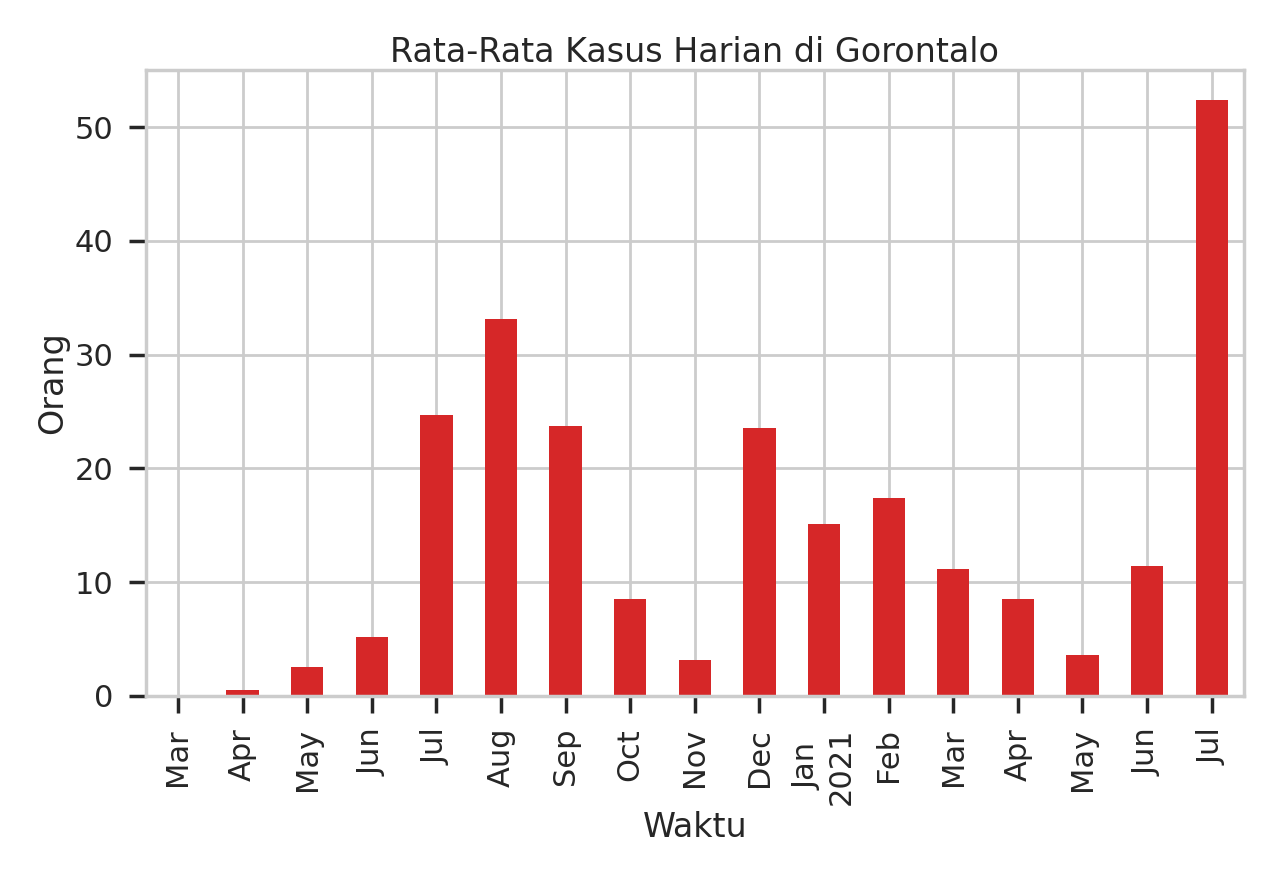 Rata-Rata Kasus Harian di Gorontalo
50
40
30
20
10
0
Orang
Mar
Apr
May
Jun
Jul
Aug
Sep
Oct
Nov
Dec
Jan
2021
Feb
Mar
Apr
May
Jun
Jul
Waktu